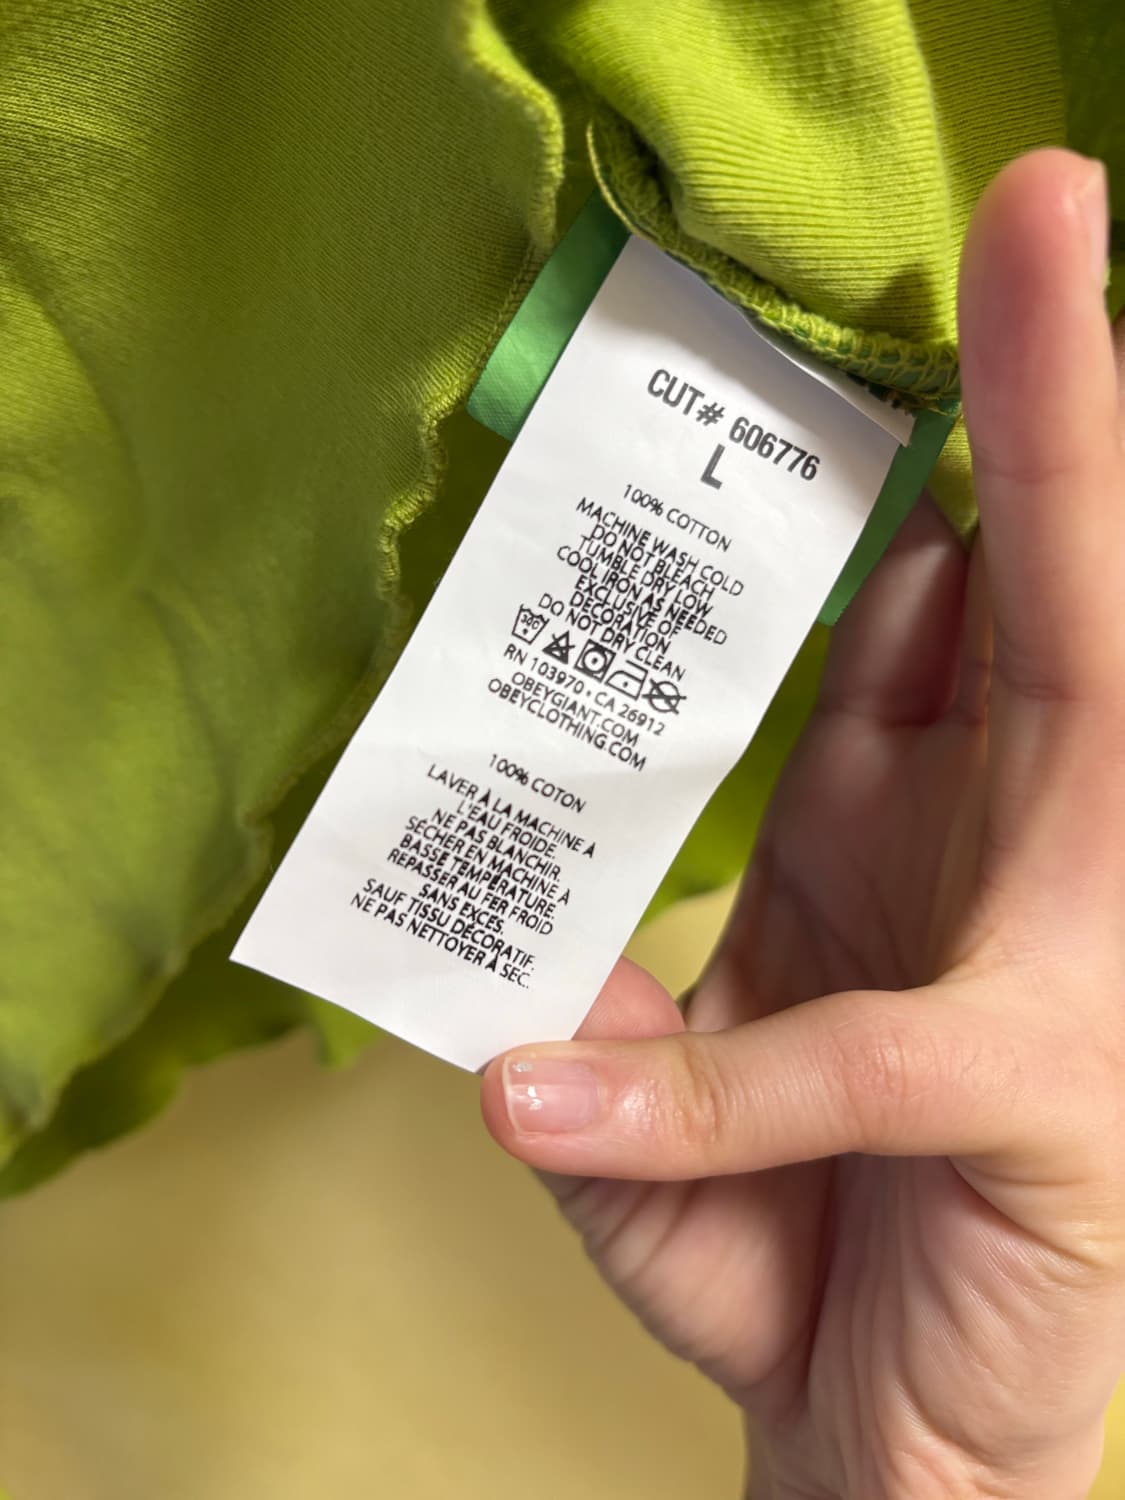 CUT# 606776
L
100% COTTON
MACHINE WASH COLD
DO NOT BLEACH
TUMBLE DRY LOW
COOL IRON AS NEEDED
EXCLUSIVE OF
DECORATION
DO NOT DRY CLEAN
30C
RN 103970 • CA 26912
OBEYGIANT.COM
OBEYCLOTHING.COM
100% COTON
LAVER À LA MACHINE À
L'EAU FROIDE.
NE PAS BLANCHIR.
SÉCHER EN MACHINE À
BASSE TEMPÉRATURE.
REPASSER AU FER FROID
SANS EXCES.
SAUF TISSU DÉCORATIF.
NE PAS NETTOYER À SEC.